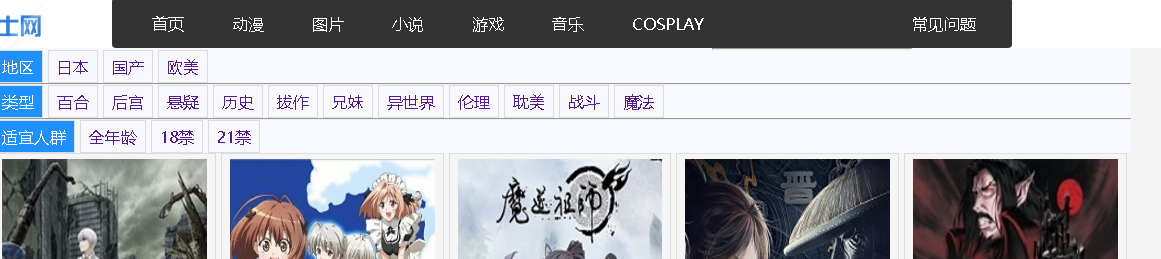 士网 首页 动漫 图片 小说 游戏 音乐 COSPLAY 常见问题
地区 日本 国产 欧美
类型 百合 后宫 悬疑 历史 拔作 兄妹 异世界 伦理 耽美 战斗 魔法
适宜人群 全年龄 18禁 21禁
魔道祖师
晋